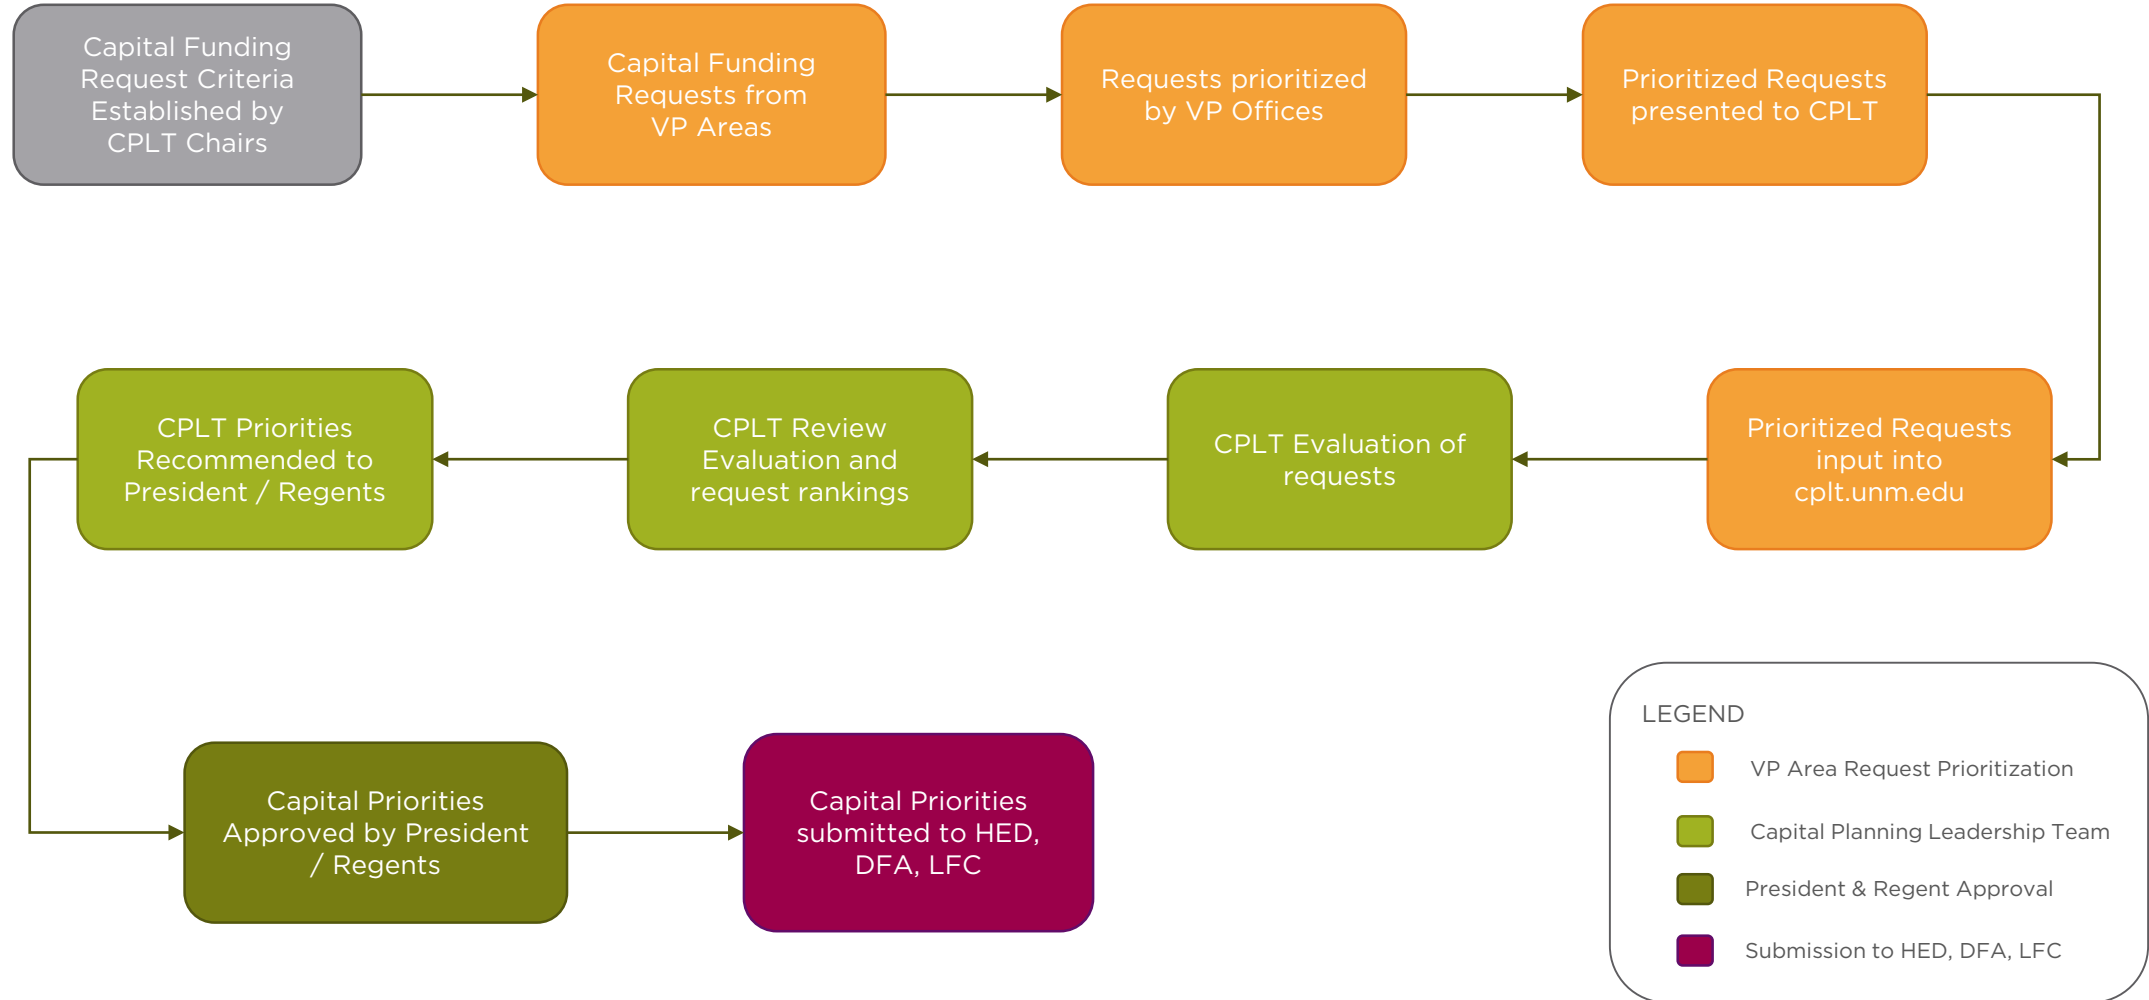 Capital Funding
Request Criteria
Established by
CPLT Chairs
Capital Funding
Requests from
VP Areas
Requests prioritized
by VP Offices
Prioritized Requests
presented to CPLT
Prioritized Requests
input into
cplt.unm.edu
CPLT Evaluation of
requests
CPLT Review
Evaluation and
request rankings
CPLT Priorities
Recommended to
President / Regents
Capital Priorities
Approved by President
/ Regents
Capital Priorities
submitted to HED,
DFA, LFC
LEGEND
VP Area Request Prioritization
Capital Planning Leadership Team
President & Regent Approval
Submission to HED, DFA, LFC